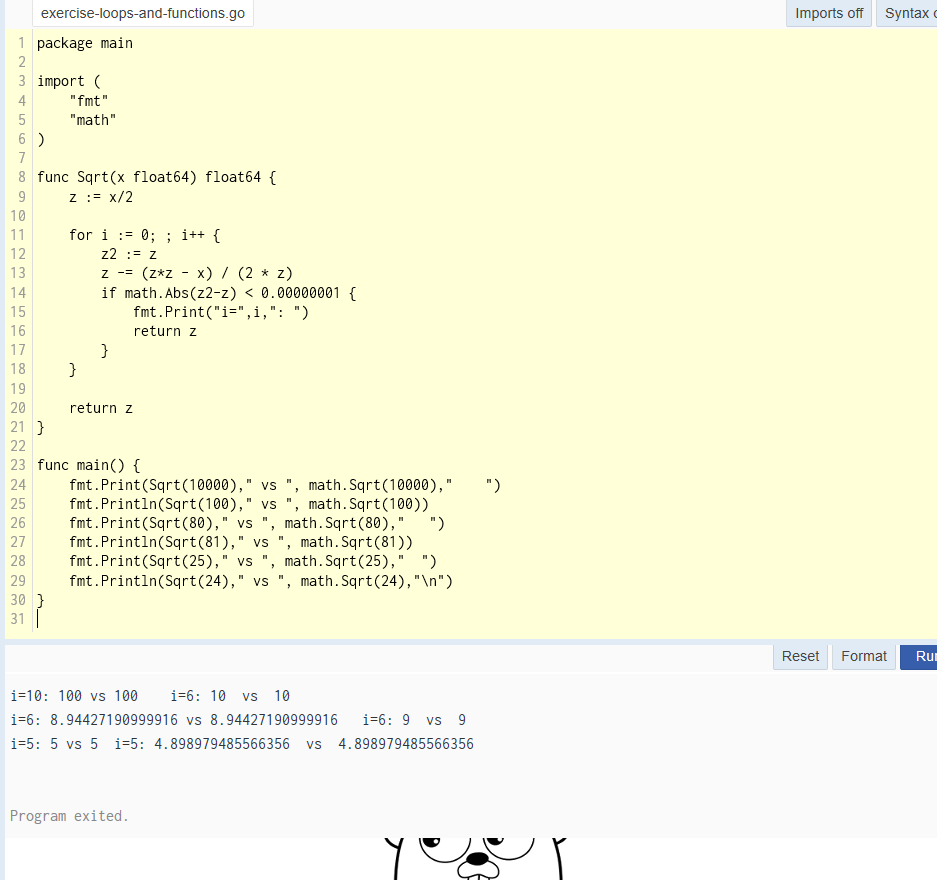 exercise-loops-and-functions.go
Imports off
Syntax
1 package main
2
3 import (
4     "fmt"
5     "math"
6 )
7
8 func Sqrt(x float64) float64 {
9     z := x/2
10
11     for i := 0; ; i++ {
12         z2 := z
13         z -= (z*z - x) / (2 * z)
14         if math.Abs(z2-z) < 0.00000001 {
15             fmt.Print("i=",i,": ")
16             return z
17         }
18     }
19
20     return z
21 }
22
23 func main() {
24     fmt.Print(Sqrt(10000)," vs ", math.Sqrt(10000),"    ")
25     fmt.Println(Sqrt(100)," vs ", math.Sqrt(100))
26     fmt.Print(Sqrt(80)," vs ", math.Sqrt(80),"   ")
27     fmt.Println(Sqrt(81)," vs ", math.Sqrt(81))
28     fmt.Print(Sqrt(25)," vs ", math.Sqrt(25),"  ")
29     fmt.Println(Sqrt(24)," vs ", math.Sqrt(24),"\n")
30 }
31
Reset
Format
Run
i=10: 100 vs 100    i=6: 10  vs  10
i=6: 8.94427190999916 vs 8.94427190999916   i=6: 9  vs  9
i=5: 5 vs 5  i=5: 4.898979485566356  vs  4.898979485566356
Program exited.